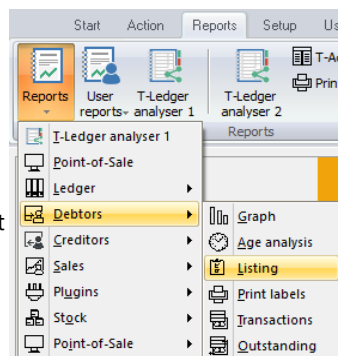 Start Action Reports Setup Us
Reports User reports T-Ledger analyser 1 T-Ledger analyser 2 T-A Prin
Reports
T-Ledger analyser 1
Point-of-Sale
Ledger
t Debtors Graph
Creditors Age analysis
Sales Listing
Plugins Print labels
Stock Transactions
Point-of-Sale Outstanding